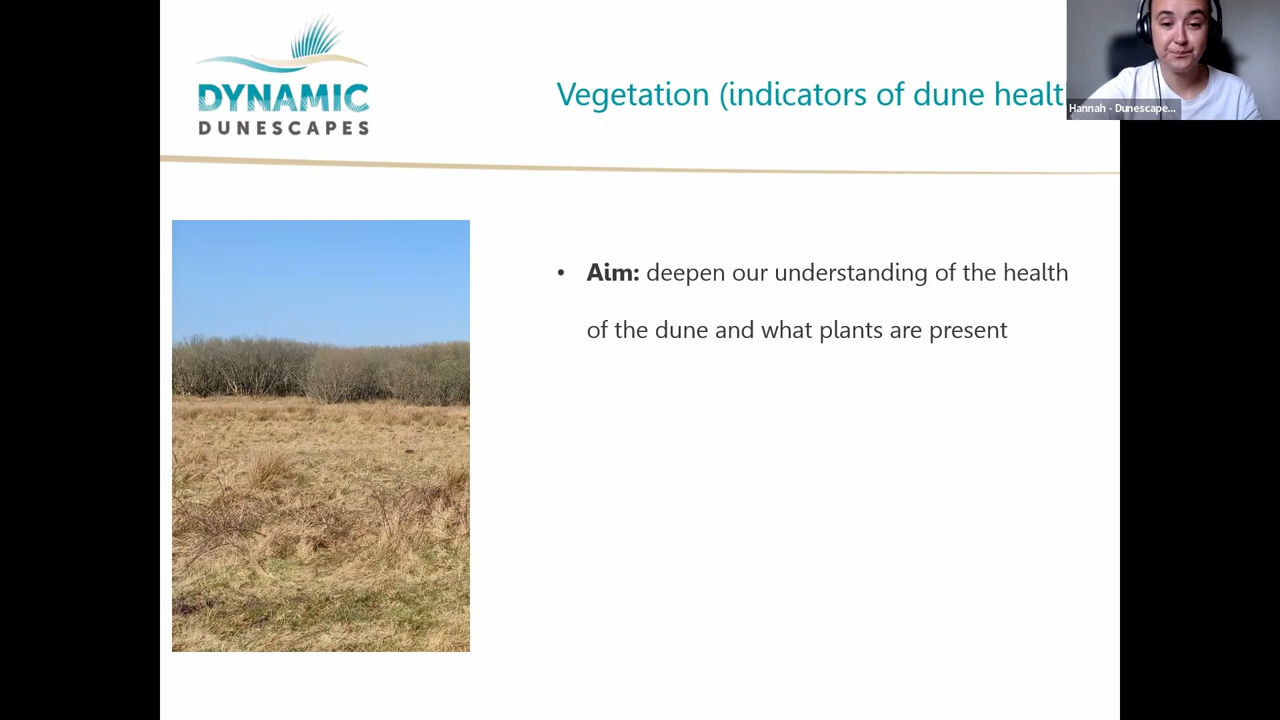 DYNAMIC
DUNESCAPES
Vegetation (indicators of dune healt
Hannah - Dunescape...
• Aim: deepen our understanding of the health
of the dune and what plants are present